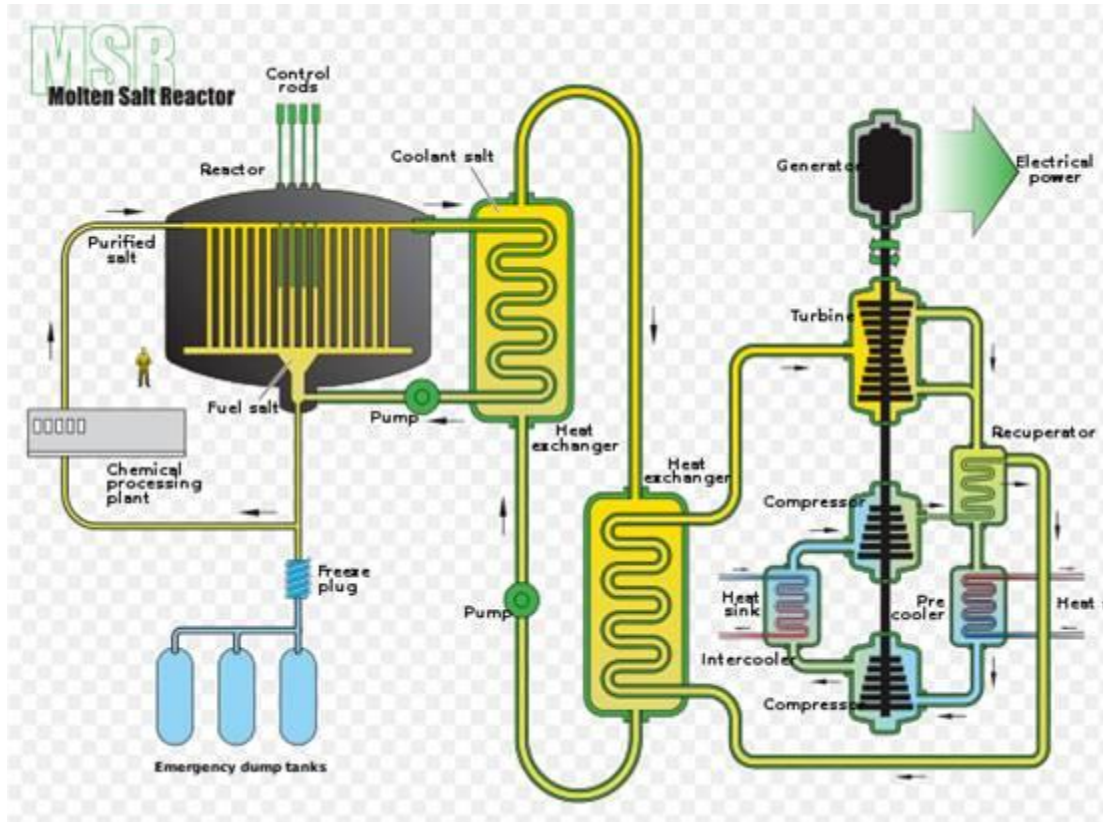 MSR
Molten Salt Reactor
Control
rods
Reactor
Coolant salt
Purified
salt
Fuel salt
Pump
Heat
exchanger
Chemical
processing
plant
Freeze
plug
Emergency dump tanks
Pump
Heat
exchanger
Generator
Electrical
power
Turbine
Recuperator
Compressor
Heat
sink
Pre
cooler
Heat
Intercooler
Compressor